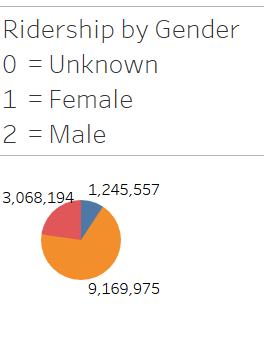 Ridership by Gender
0 = Unknown
1 = Female
2 = Male
3,068,194 1,245,557
9,169,975